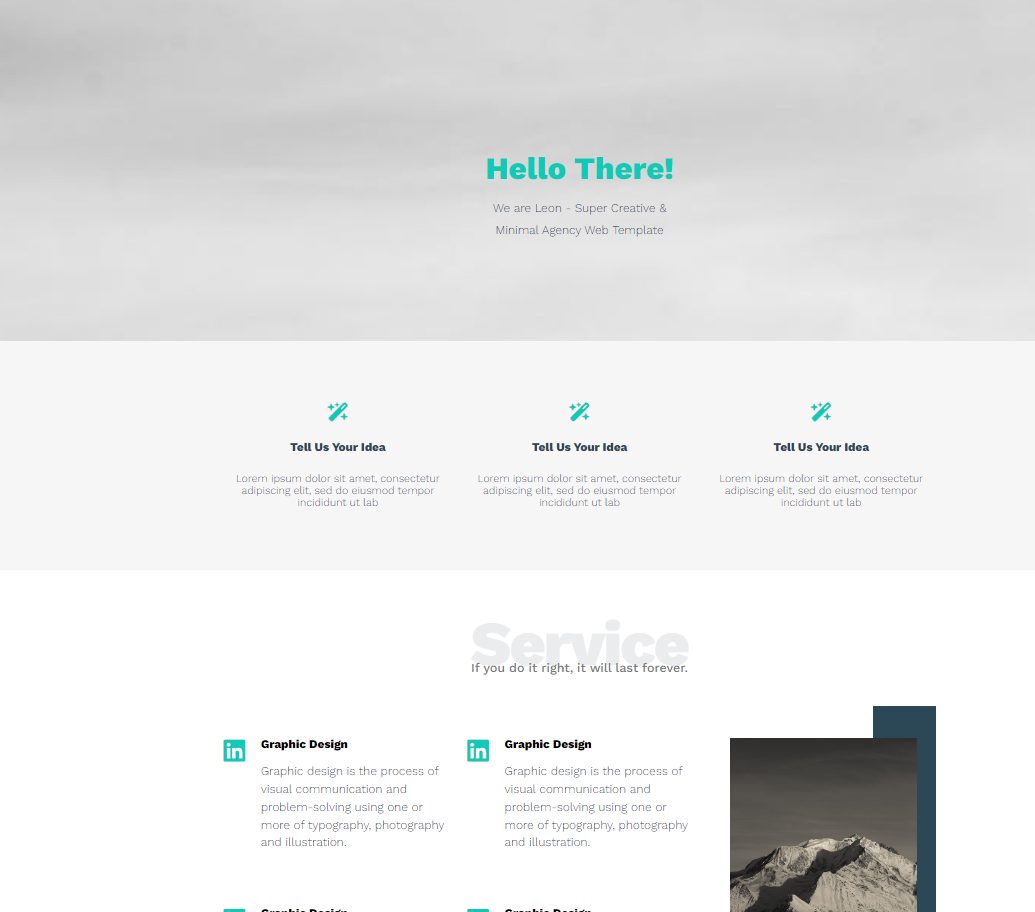 Hello There!
We are Leon - Super Creative &
Minimal Agency Web Template
Tell Us Your Idea
Lorem ipsum dolor sit amet, consectetur
adipiscing elit, sed do eiusmod tempor
incididunt ut lab
Tell Us Your Idea
Lorem ipsum dolor sit amet, consectetur
adipiscing elit, sed do eiusmod tempor
incididunt ut lab
Tell Us Your Idea
Lorem ipsum dolor sit amet, consectetur
adipiscing elit, sed do eiusmod tempor
incididunt ut lab
Service
If you do it right, it will last forever.
in
Graphic Design
Graphic design is the process of
visual communication and
problem-solving using one or
more of typography, photography
and illustration.
in
Graphic Design
Graphic design is the process of
visual communication and
problem-solving using one or
more of typography, photography
and illustration.
Graphic Design
Graphic Design